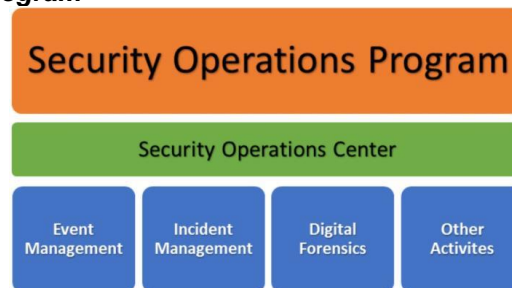 Security Operations Program
Security Operations Center
Event
Management
Incident
Management
Digital
Forensics
Other
Activites